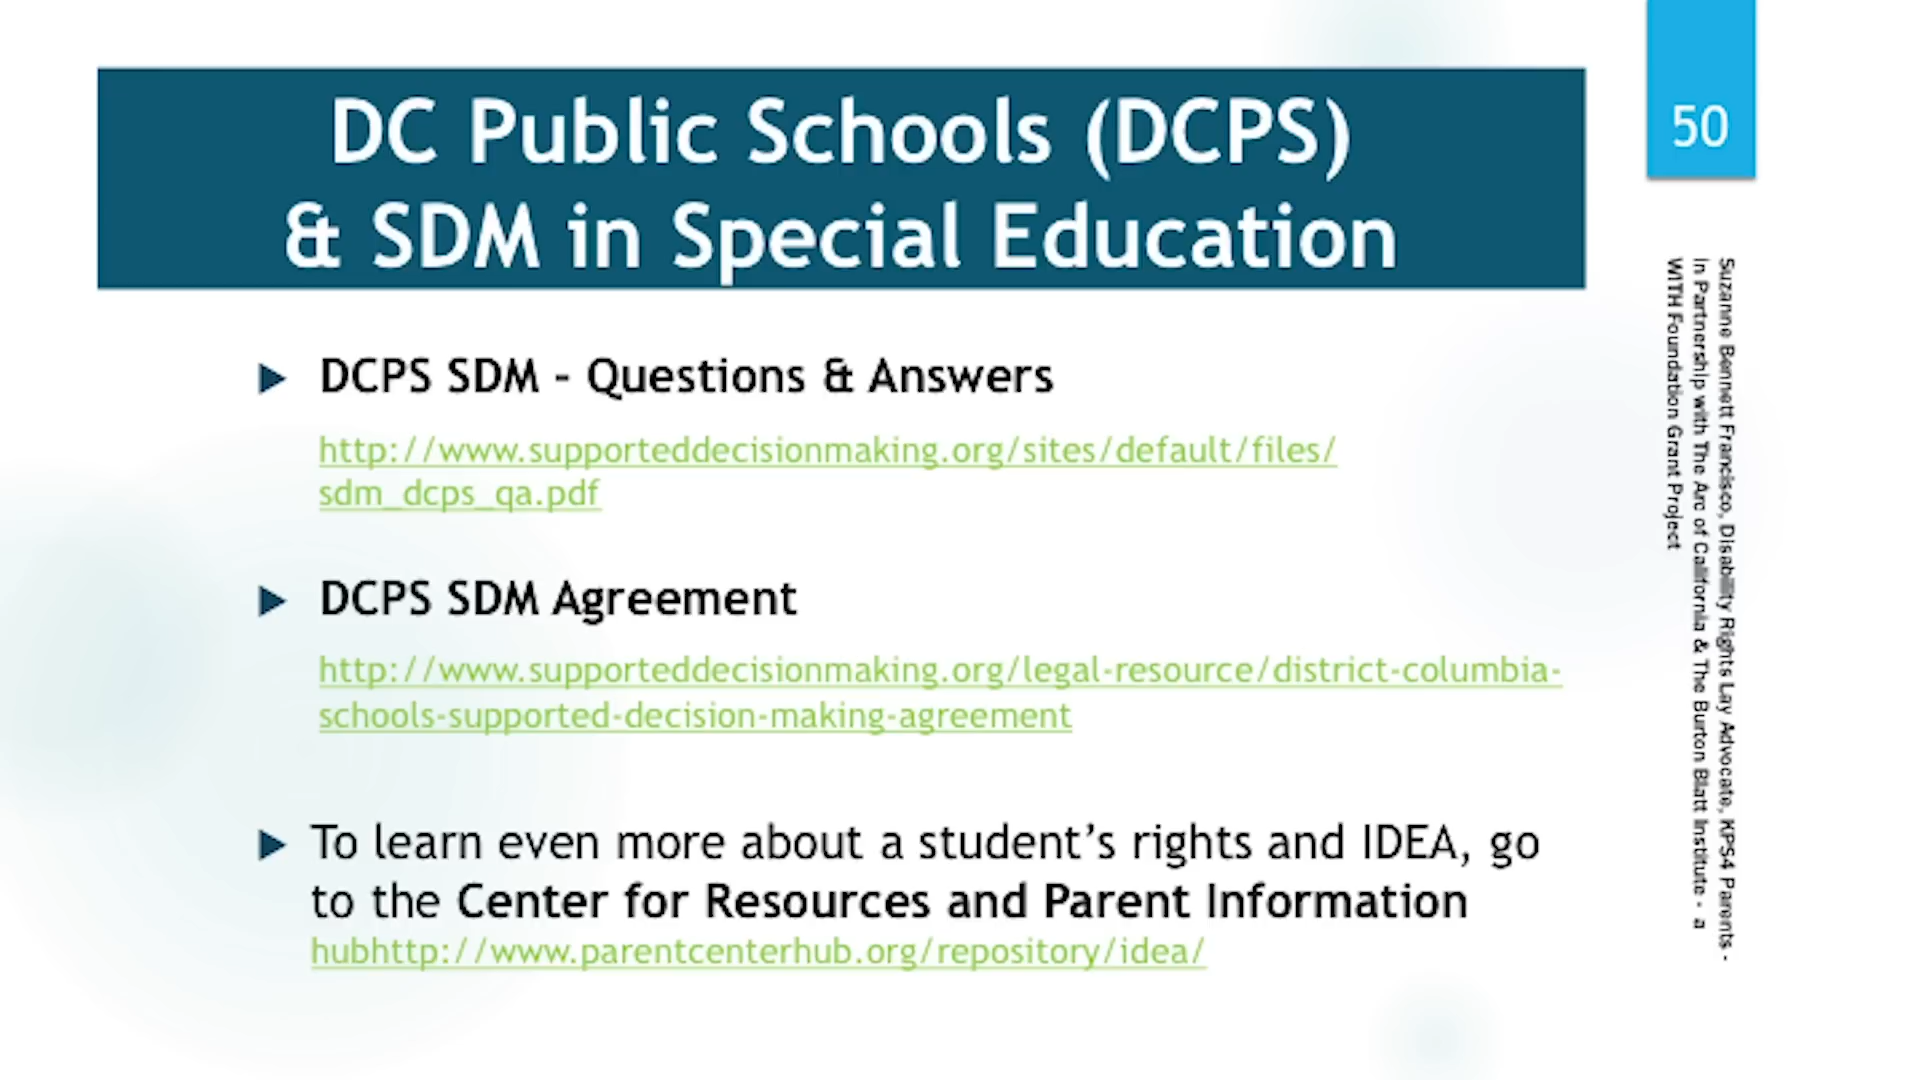 DC Public Schools (DCPS)
& SDM in Special Education
50
DCPS SDM - Questions & Answers
http://www.supporteddecisionmaking.org/sites/default/files/
sdm_dcps_qa.pdf
DCPS SDM Agreement
http://www.supporteddecisionmaking.org/legal-resource/district-columbia-
schools-supported-decision-making-agreement
To learn even more about a student’s rights and IDEA, go
to the Center for Resources and Parent Information
hubhttp://www.parentcenterhub.org/repository/idea/
Suzanne Bennett Francisco, Disability Rights Lay Advocate, KPS4 Parents -
in Partnership with The Arc of California & The Burton Blatt Institute - a
WITH Foundation Grant Project